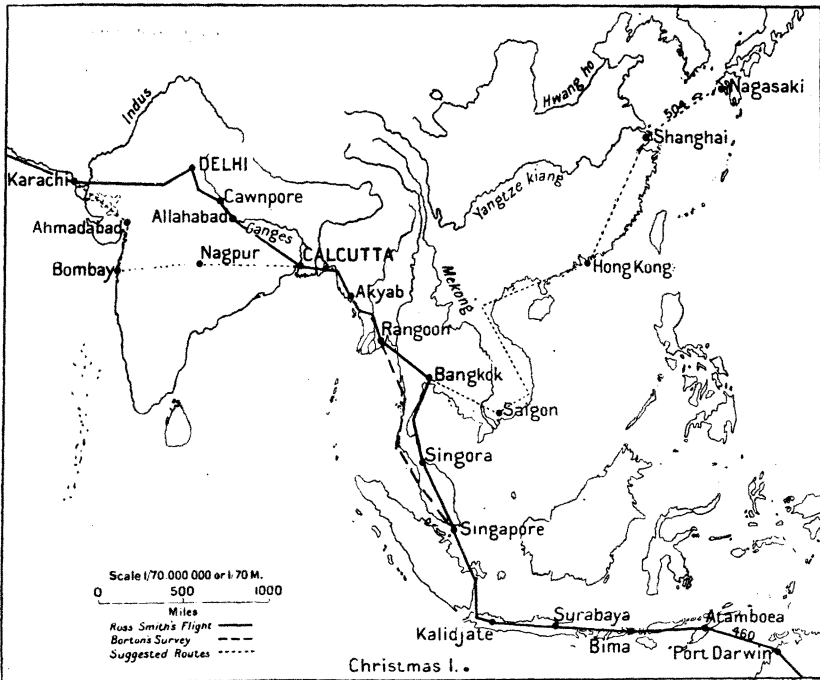 Indus
Hwang ho
504
Nagasaki
Shanghai
DELHI
Karachi
Cawnpore
Yangtze kiang
Allahabad
Ahmadabad
Ganges
Nagpur
CALCUTTA
Bombay
Hong Kong
Mekong
Akyab
Rangoon
Bangkok
Saigon
Singora
Singapore
Scale 1/70.000 000 or 1:70 M.
0 500 1000
Miles
Ross Smith's Flight
Borton's Survey
Suggested Routes
Kalidjate
Surabaya
Bima
Atamboea
460
Port Darwin
Christmas I.